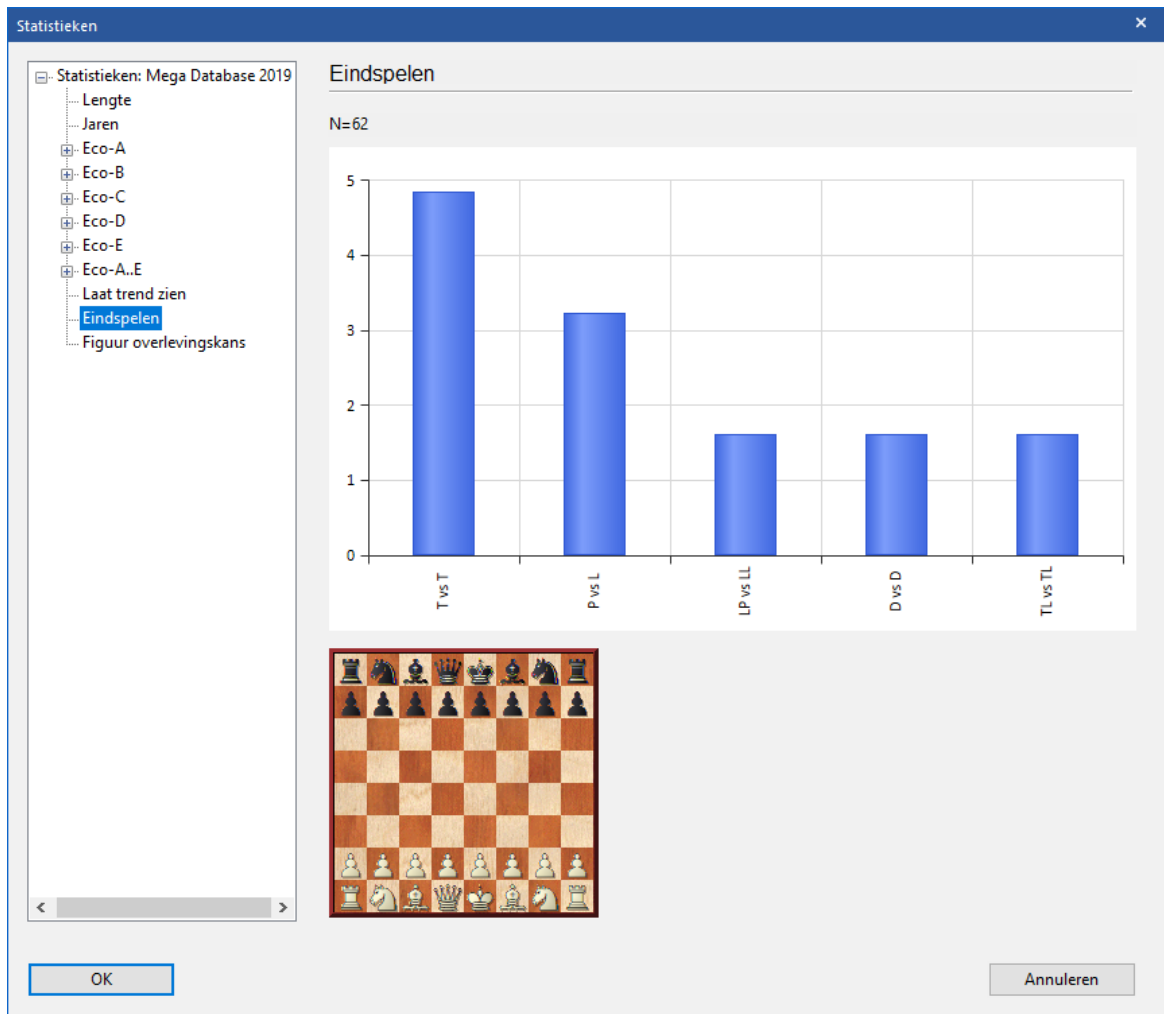 Statistieken
Statistieken: Mega Database 2019
Lengte
Jaren
Eco-A
Eco-B
Eco-C
Eco-D
Eco-E
Eco-A..E
Laat trend zien
Eindspelen
Figuur overlevingskans
Eindspelen
N=62
5
4
3
2
1
0
T vs T
P vs L
LP vs LL
D vs D
TL vs TL
OK
Annuleren